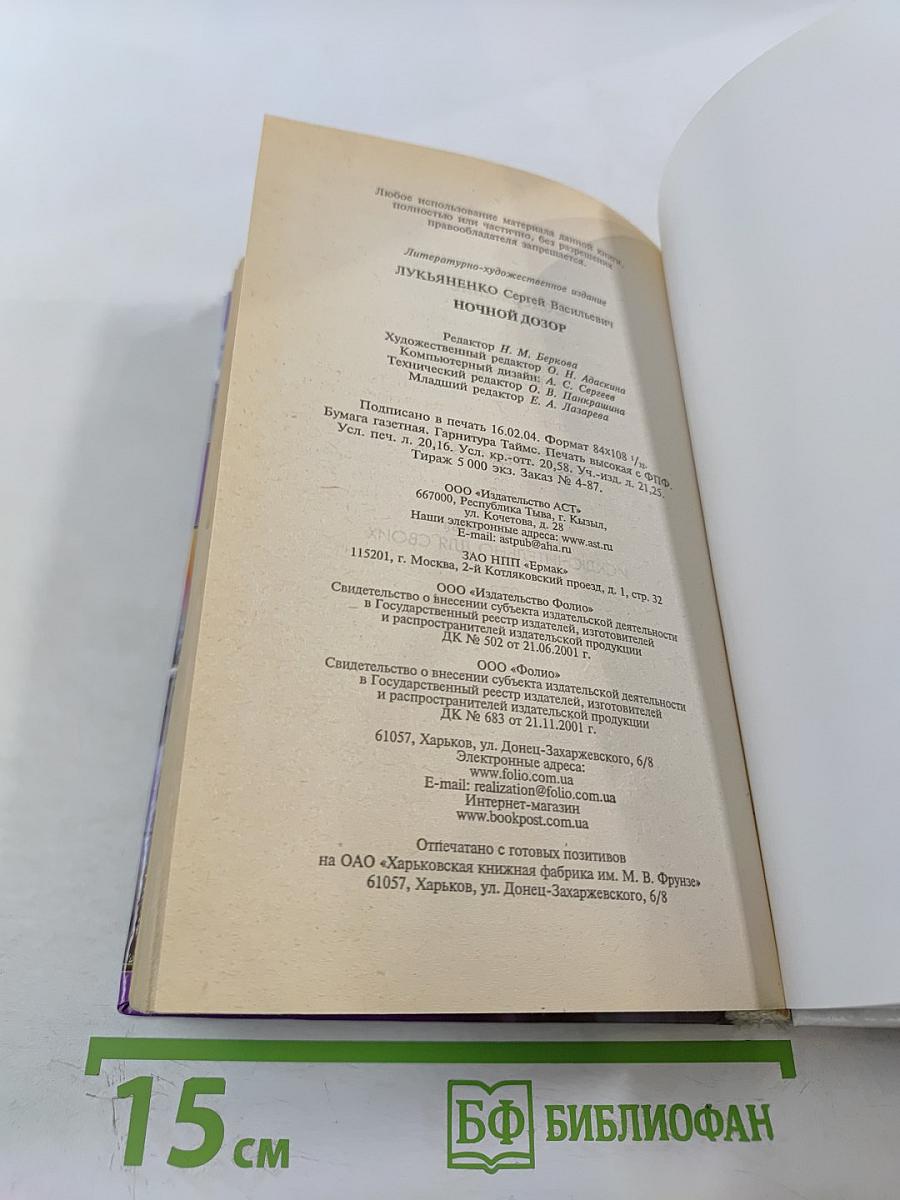 Любое использование материала данной книги,
полностью или частично, без разрешения
правообладателя запрещается.
Литературно-художественное издание
ЛУКЬЯНЕНКО Сергей Васильевич
НОЧНОЙ ДОЗОР
Редактор Н. М. Беркова
Художественный редактор О. Н. Адаскина
Компьютерный дизайн: А. С. Сергеев
Технический редактор О. В. Панкрашина
Младший редактор Е. А. Лазарева
Подписано в печать 16.02.04. Формат 84х108 1/32.
Бумага газетная. Гарнитура Таймс. Печать высокая с ФПФ.
Усл. печ. л. 20,16. Усл. кр.-отт. 20,58. Уч.-изд. л. 21,25.
Тираж 5 000 экз. Заказ № 4-87.
ООО «Издательство АСТ»
667000, Республика Тыва, г. Кызыл,
ул. Кочетова, д. 28
Наши электронные адреса: www.ast.ru
E-mail: astpub@aha.ru
ЗАО НПП «Ермак»
115201, г. Москва, 2-й Котляковский проезд, д. 1, стр. 32
ООО «Издательство Фолио»
Свидетельство о внесении субъекта издательской деятельности
в Государственный реестр издателей, изготовителей
и распространителей издательской продукции
ДК № 502 от 21.06.2001 г.
ООО «Фолио»
Свидетельство о внесении субъекта издательской деятельности
в Государственный реестр издателей, изготовителей
и распространителей издательской продукции
ДК № 683 от 21.11.2001 г.
61057, Харьков, ул. Донец-Захаржевского, 6/8
Электронные адреса:
www.folio.com.ua
E-mail: realization@folio.com.ua
Интернет-магазин
www.bookpost.com.ua
Отпечатано с готовых позитивов
на ОАО «Харьковская книжная фабрика им. М. В. Фрунзе»
61057, Харьков, ул. Донец-Захаржевского, 6/8
15 см
БФ БИБЛИОФАН